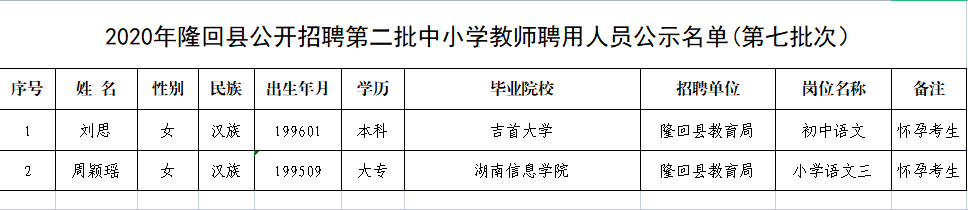 2020年隆回县公开招聘第二批中小学教师聘用人员公示名单(第七批次)
序号 姓 名 性别 民族 出生年月 学历 毕业院校 招聘单位 岗位名称 备注
1 刘思 女 汉族 199601 本科 吉首大学 隆回县教育局 初中语文 怀孕考生
2 周颖瑶 女 汉族 199509 大专 湖南信息学院 隆回县教育局 小学语文三 怀孕考生